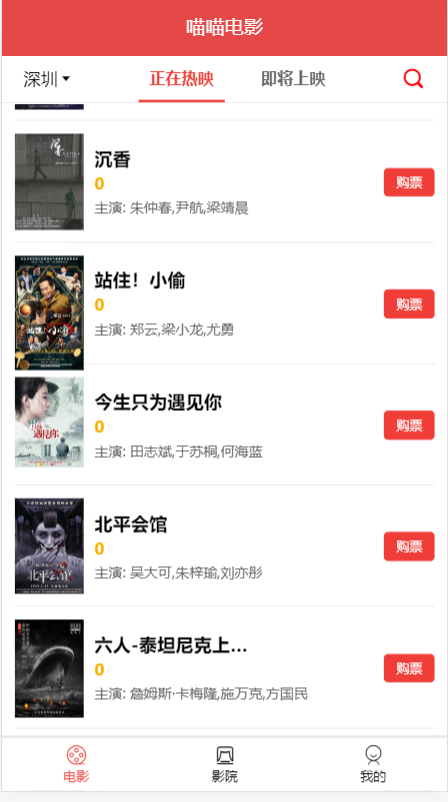 喵喵电影
深圳
正在热映
即将上映
沉香
0
主演: 朱仲春,尹航,梁靖晨
购票
站住！小偷
0
主演: 郑云,梁小龙,尤勇
购票
今生只为遇见你
0
主演: 田志斌,于苏桐,何海蓝
购票
北平会馆
0
主演: 吴大可,朱梓瑜,刘亦彤
购票
六人-泰坦尼克上...
0
主演: 詹姆斯·卡梅隆,施万克,方国民
购票
电影
影院
我的